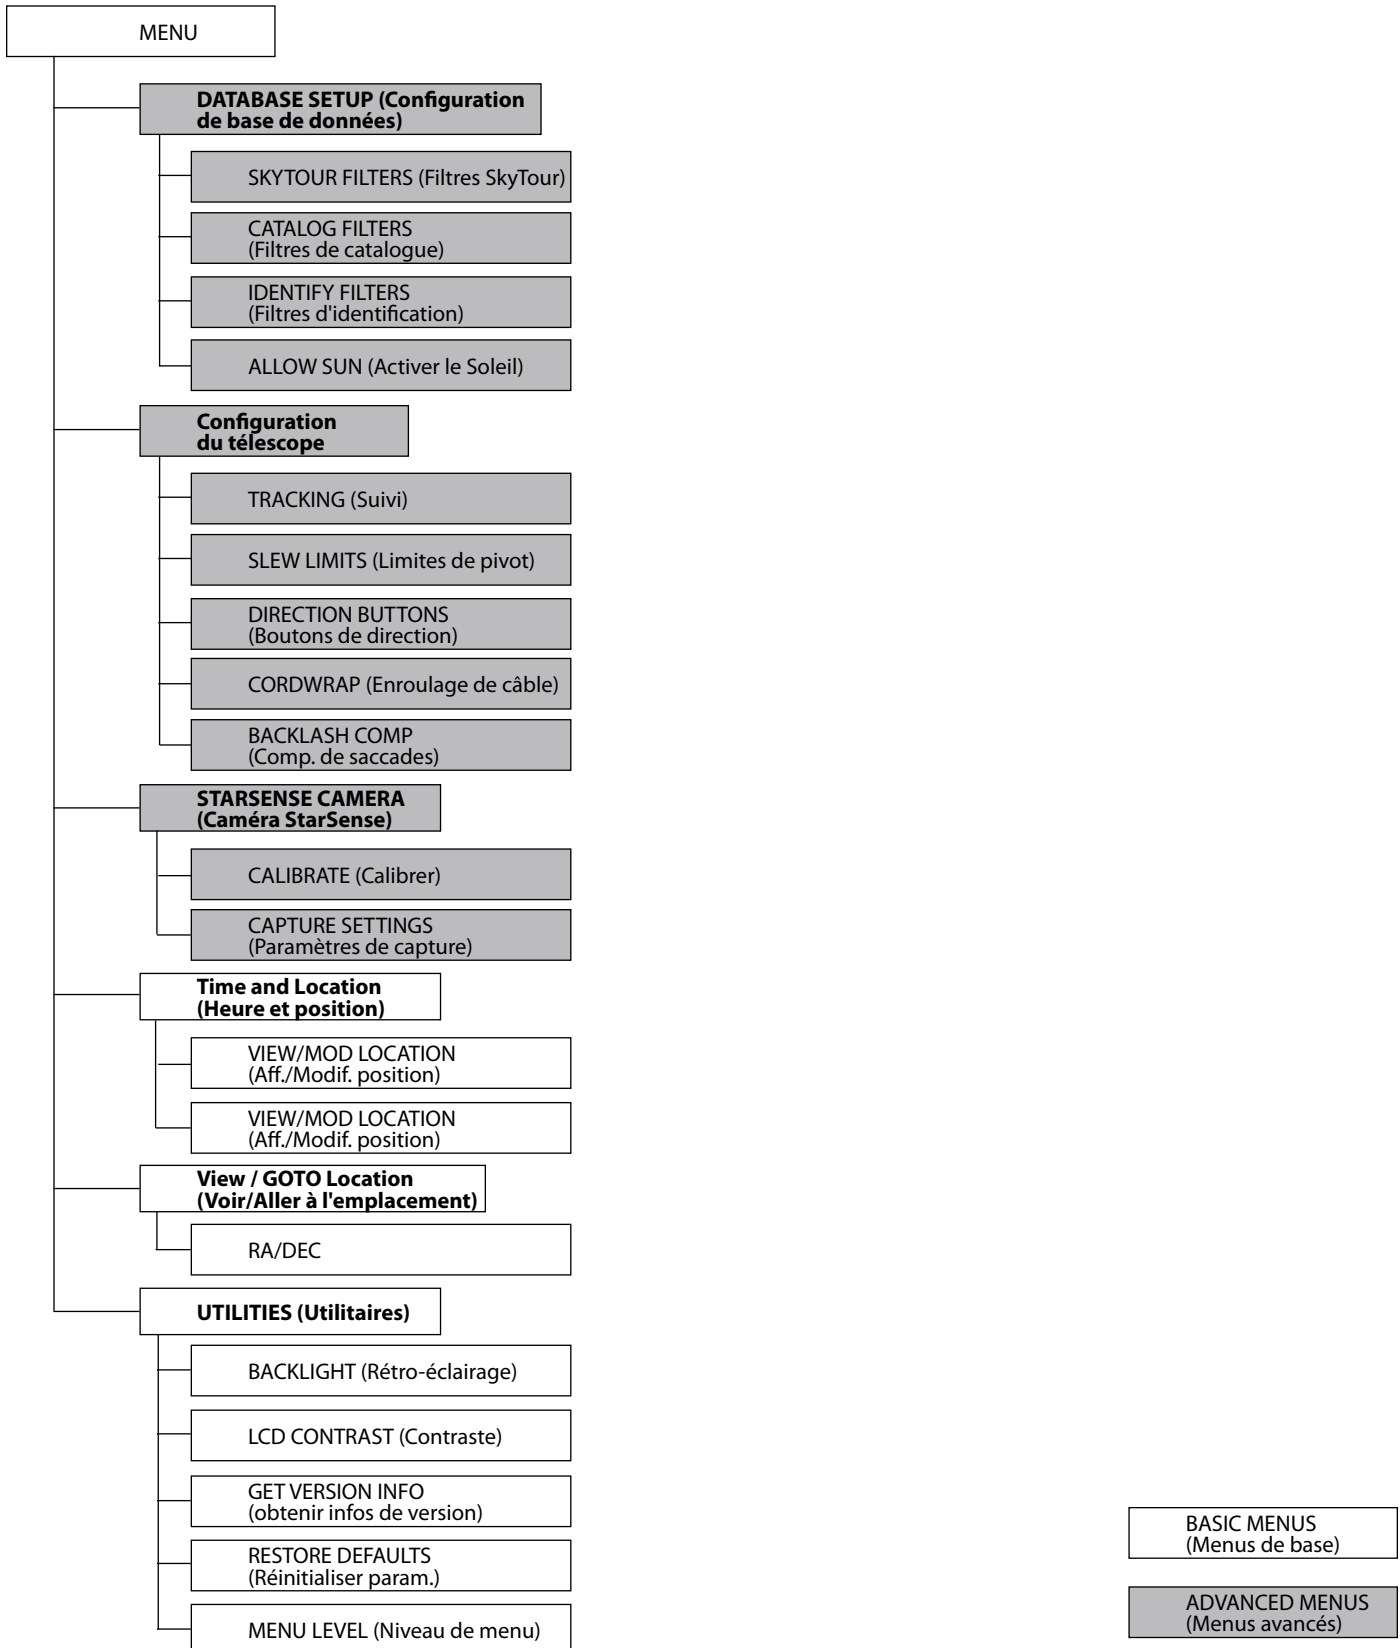 MENU
DATABASE SETUP (Configuration
de base de données)
SKYTOUR FILTERS (Filtres SkyTour)
CATALOG FILTERS
(Filtres de catalogue)
IDENTIFY FILTERS
(Filtres d'identification)
ALLOW SUN (Activer le Soleil)
Configuration
du télescope
TRACKING (Suivi)
SLEW LIMITS (Limites de pivot)
DIRECTION BUTTONS
(Boutons de direction)
CORDWRAP (Enroulage de câble)
BACKLASH COMP
(Comp. de saccades)
STARSENSE CAMERA
(Caméra StarSense)
CALIBRATE (Calibrer)
CAPTURE SETTINGS
(Paramètres de capture)
Time and Location
(Heure et position)
VIEW/MOD LOCATION
(Aff./Modif. position)
VIEW/MOD LOCATION
(Aff./Modif. position)
View / GOTO Location
(Voir/Aller à l'emplacement)
RA/DEC
UTILITIES (Utilitaires)
BACKLIGHT (Rétro-éclairage)
LCD CONTRAST (Contraste)
GET VERSION INFO
(obtenir infos de version)
RESTORE DEFAULTS
(Réinitialiser param.)
MENU LEVEL (Niveau de menu)
BASIC MENUS
(Menus de base)
ADVANCED MENUS
(Menus avancés)